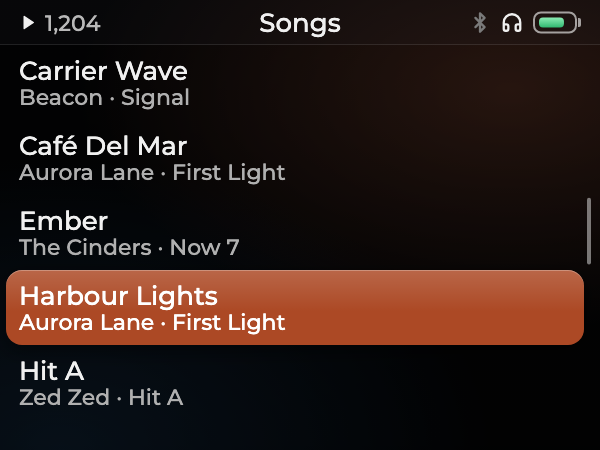 1,204
Songs
Carrier Wave
Beacon · Signal
Café Del Mar
Aurora Lane · First Light
Ember
The Cinders · Now 7
Harbour Lights
Aurora Lane · First Light
Hit A
Zed Zed · Hit A